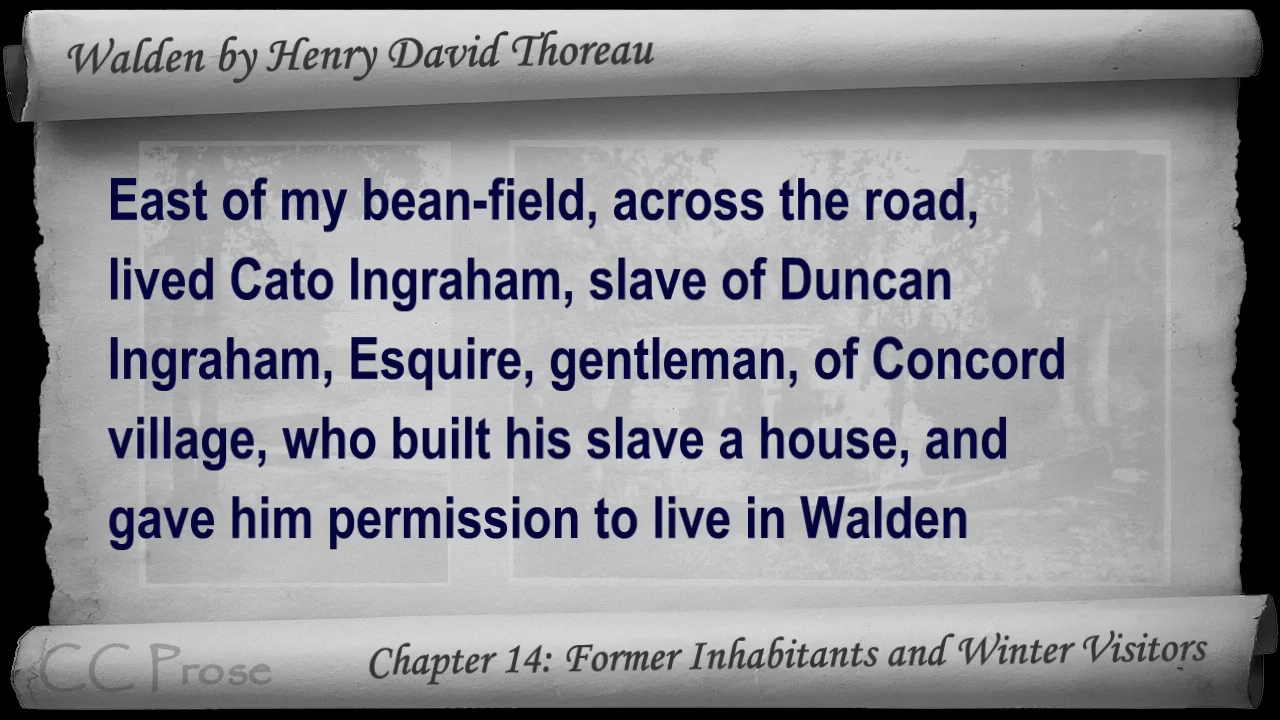 Walden by Henry David Thoreau
East of my bean-field, across the road,
lived Cato Ingraham, slave of Duncan
Ingraham, Esquire, gentleman, of Concord
village, who built his slave a house, and
gave him permission to live in Walden
CC Prose
Chapter 14: Former Inhabitants and Winter Visitors